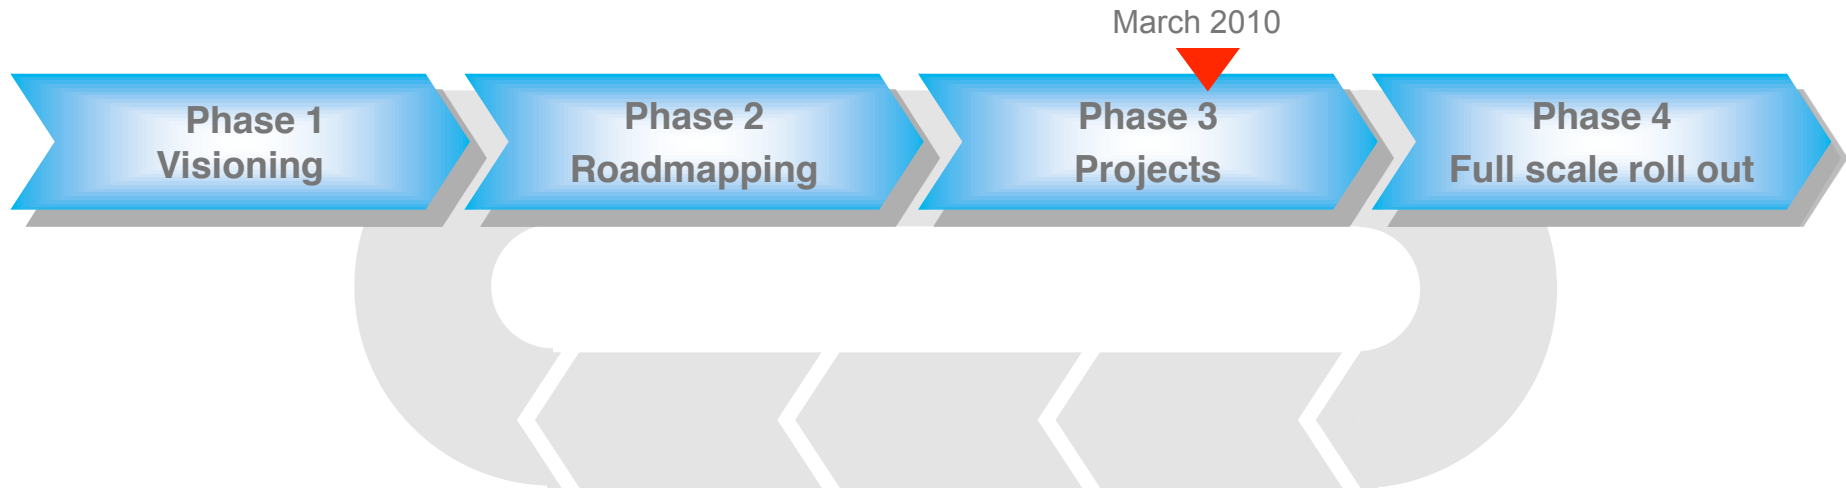 March 2010
Phase 1
Visioning
Phase 2
Roadmapping
Phase 3
Projects
Phase 4
Full scale roll out